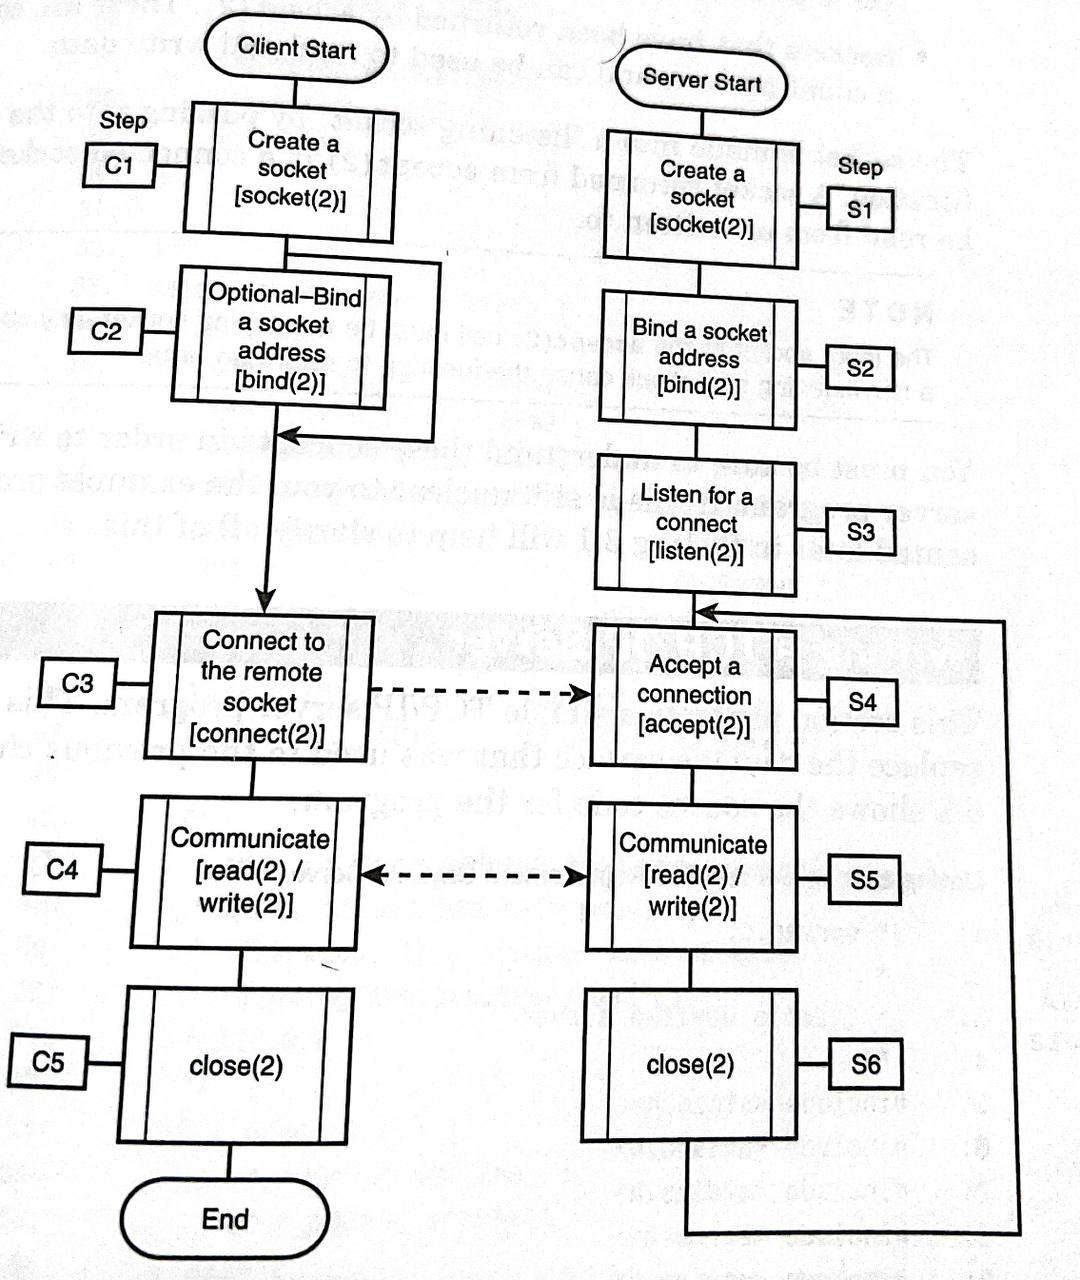 Client Start
Step
C1
Create a
socket
[socket(2)]
C2
Optional–Bind
a socket
address
[bind(2)]
C3
Connect to
the remote
socket
[connect(2)]
C4
Communicate
[read(2) /
write(2)]
C5
close(2)
End
Server Start
Create a
socket
[socket(2)]
Step
S1
Bind a socket
address
[bind(2)]
S2
Listen for a
connect
[listen(2)]
S3
Accept a
connection
[accept(2)]
S4
Communicate
[read(2) /
write(2)]
S5
close(2)
S6